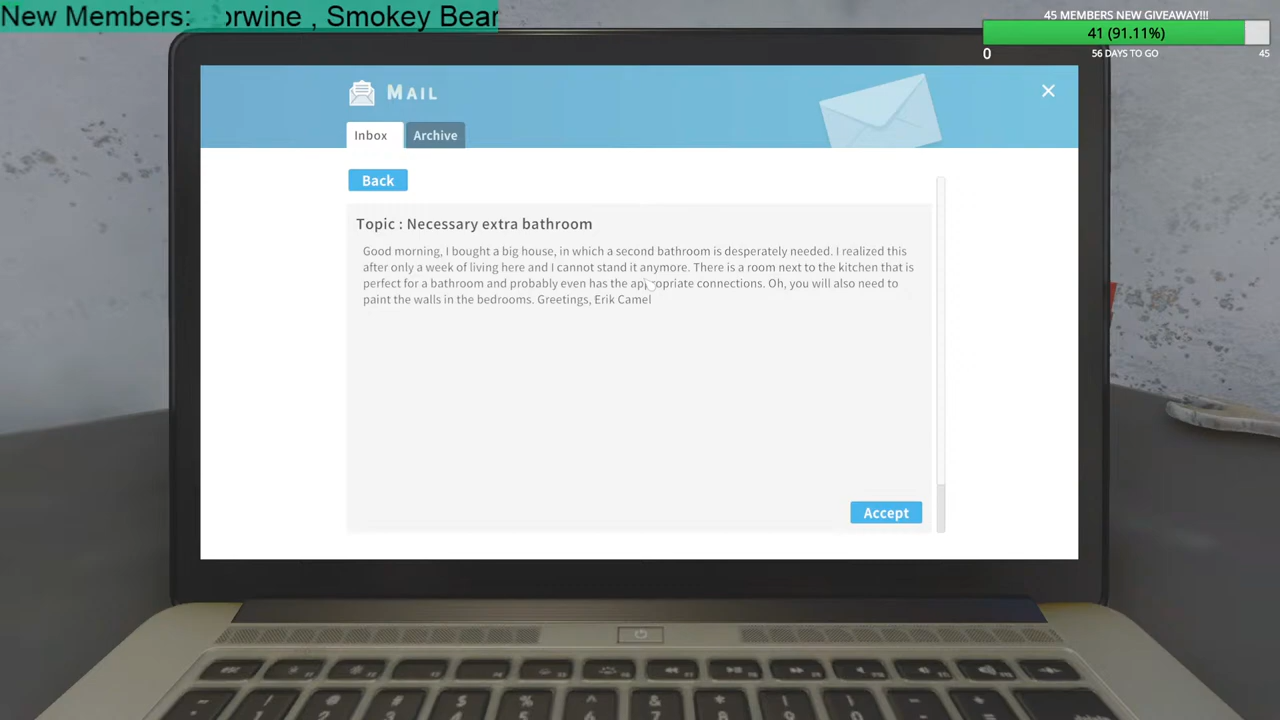 New Members: orwine , Smokey Bear
45 MEMBERS NEW GIVEAWAY!!!
41 (91.11%)
0 56 DAYS TO GO 45
MAIL
Inbox Archive
Back
Topic : Necessary extra bathroom
Good morning, I bought a big house, in which a second bathroom is desperately needed. I realized this
after only a week of living here and I cannot stand it anymore. There is a room next to the kitchen that is
perfect for a bathroom and probably even has the appropriate connections. Oh, you will also need to
paint the walls in the bedrooms. Greetings, Erik Camel
Accept